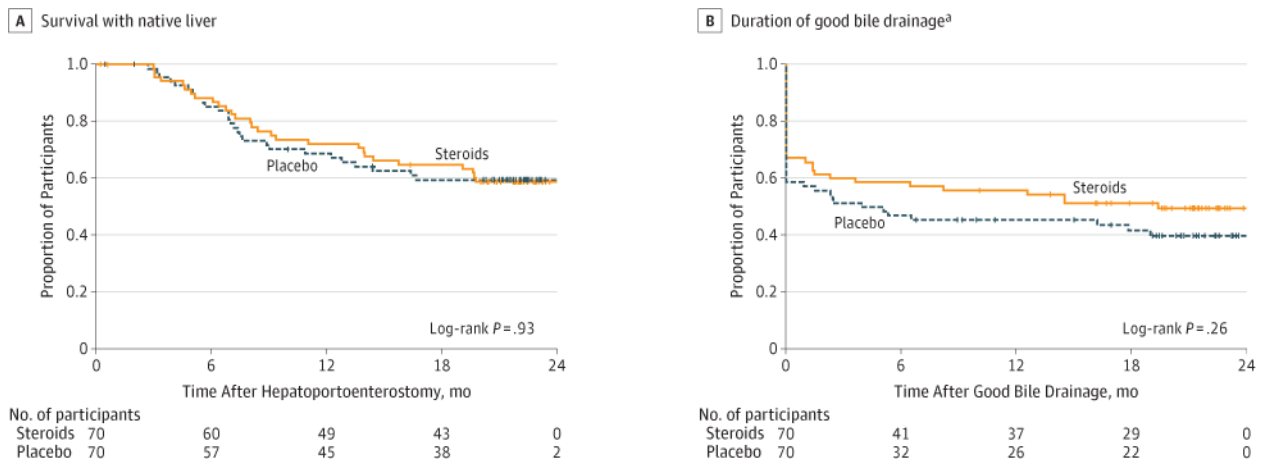 A Survival with native liver
1.0
0.8
0.6
0.4
0.2
0
Proportion of Participants
Steroids
Placebo
Log-rank P = .93
0 6 12 18 24
Time After Hepatoportoenterostomy, mo
No. of participants
Steroids 70 60 49 43 0
Placebo 70 57 45 38 2
B Duration of good bile drainageᵃ
1.0
0.8
0.6
0.4
0.2
0
Proportion of Participants
Steroids
Placebo
Log-rank P = .26
0 6 12 18 24
Time After Good Bile Drainage, mo
No. of participants
Steroids 70 41 37 29 0
Placebo 70 32 26 22 0